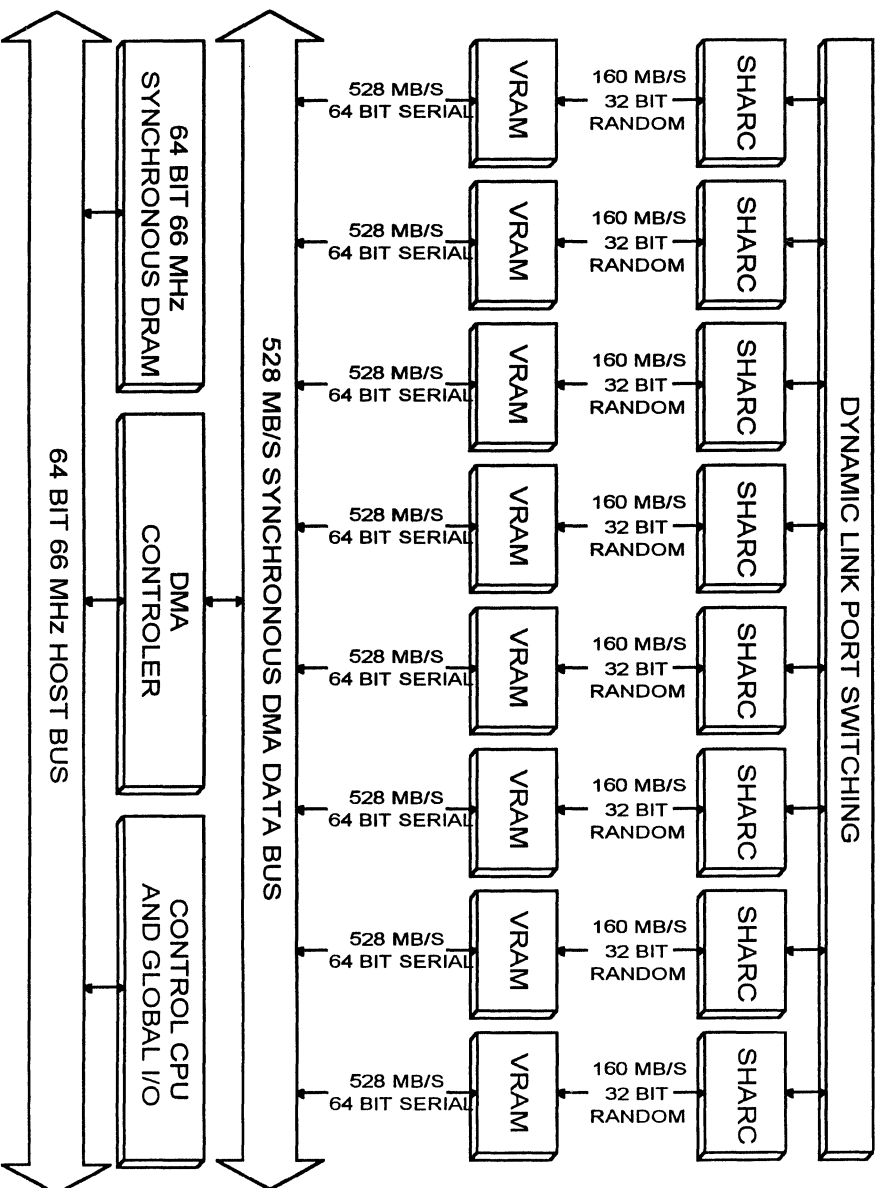 64 BIT 66 MHz
SYNCHRONOUS DRAM
DMA
CONTROLER
CONTROL CPU
AND GLOBAL I/O
64 BIT 66 MHz HOST BUS
528 MB/S SYNCHRONOUS DMA DATA BUS
528 MB/S
64 BIT SERIAL
VRAM
160 MB/S
32 BIT
RANDOM
SHARC
528 MB/S
64 BIT SERIAL
VRAM
160 MB/S
32 BIT
RANDOM
SHARC
528 MB/S
64 BIT SERIAL
VRAM
160 MB/S
32 BIT
RANDOM
SHARC
528 MB/S
64 BIT SERIAL
VRAM
160 MB/S
32 BIT
RANDOM
SHARC
528 MB/S
64 BIT SERIAL
VRAM
160 MB/S
32 BIT
RANDOM
SHARC
528 MB/S
64 BIT SERIAL
VRAM
160 MB/S
32 BIT
RANDOM
SHARC
528 MB/S
64 BIT SERIAL
VRAM
160 MB/S
32 BIT
RANDOM
SHARC
528 MB/S
64 BIT SERIAL
VRAM
160 MB/S
32 BIT
RANDOM
SHARC
DYNAMIC LINK PORT SWITCHING